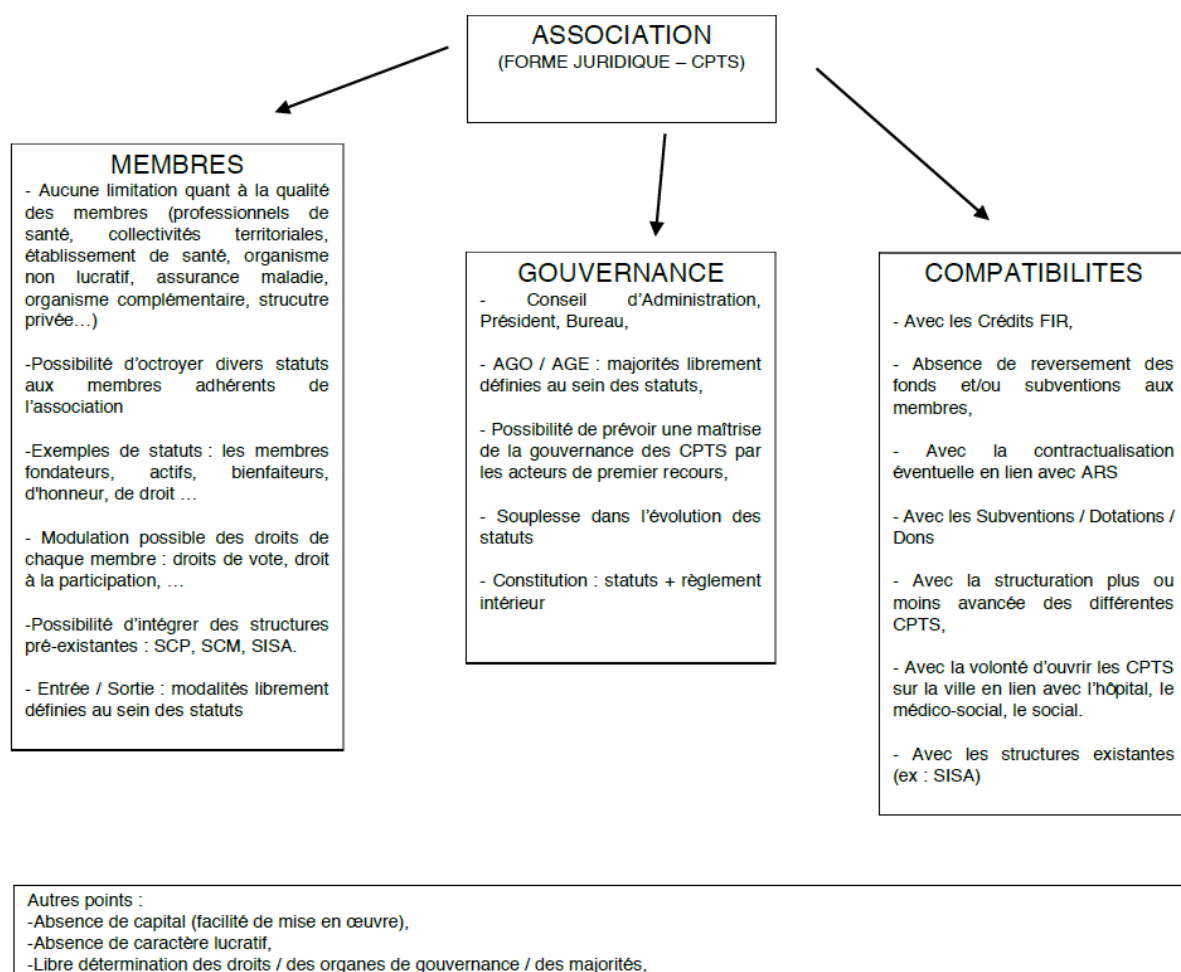 ASSOCIATION
(FORME JURIDIQUE – CPTS)
MEMBRES
- Aucune limitation quant à la qualité
des membres (professionnels de
santé, collectivités territoriales,
établissement de santé, organisme
non lucratif, assurance maladie,
organisme complémentaire, strucutre
privée…)
-Possibilité d'octroyer divers statuts
aux membres adhérents de
l'association
-Exemples de statuts : les membres
fondateurs, actifs, bienfaiteurs,
d'honneur, de droit …
- Modulation possible des droits de
chaque membre : droits de vote, droit
à la participation, …
-Possibilité d'intégrer des structures
pré-existantes : SCP, SCM, SISA.
- Entrée / Sortie : modalités librement
définies au sein des statuts
GOUVERNANCE
- Conseil d'Administration,
Président, Bureau,
- AGO / AGE : majorités librement
définies au sein des statuts,
- Possibilité de prévoir une maîtrise
de la gouvernance des CPTS par
les acteurs de premier recours,
- Souplesse dans l'évolution des
statuts
- Constitution : statuts + règlement
intérieur
COMPATIBILITES
- Avec les Crédits FIR,
- Absence de reversement des
fonds et/ou subventions aux
membres,
- Avec la contractualisation
éventuelle en lien avec ARS
- Avec les Subventions / Dotations /
Dons
- Avec la structuration plus ou
moins avancée des différentes
CPTS,
- Avec la volonté d'ouvrir les CPTS
sur la ville en lien avec l'hôpital, le
médico-social, le social.
- Avec les structures existantes
(ex : SISA)
Autres points :
-Absence de capital (facilité de mise en œuvre),
-Absence de caractère lucratif,
-Libre détermination des droits / des organes de gouvernance / des majorités,